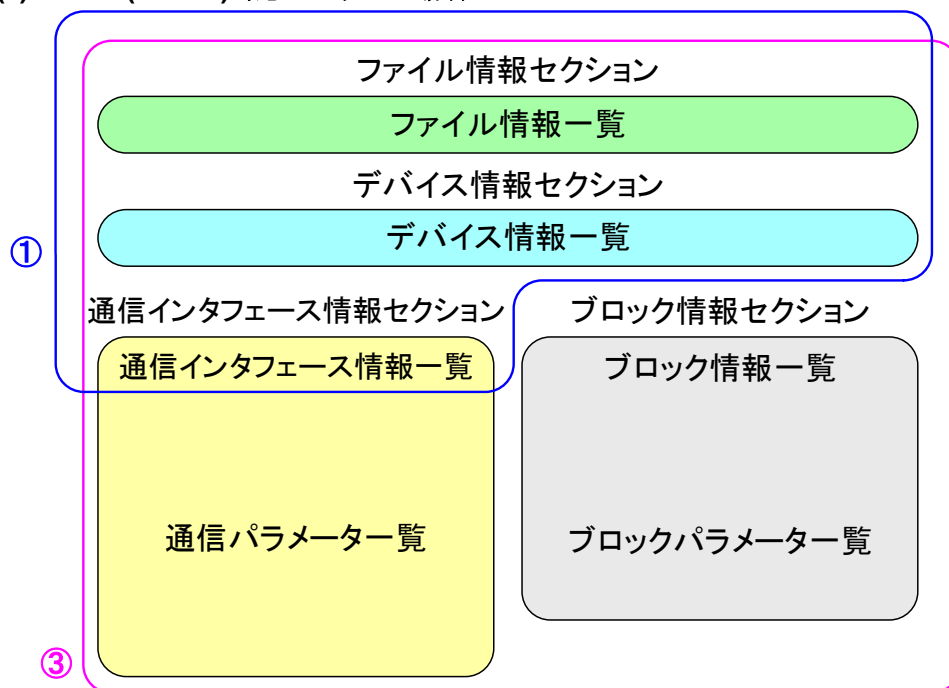 ファイル情報セクション
ファイル情報一覧
デバイス情報セクション
デバイス情報一覧
①
通信インタフェース情報セクション
ブロック情報セクション
通信インタフェース情報一覧
ブロック情報一覧
通信パラメータ一覧
ブロックパラメータ一覧
③